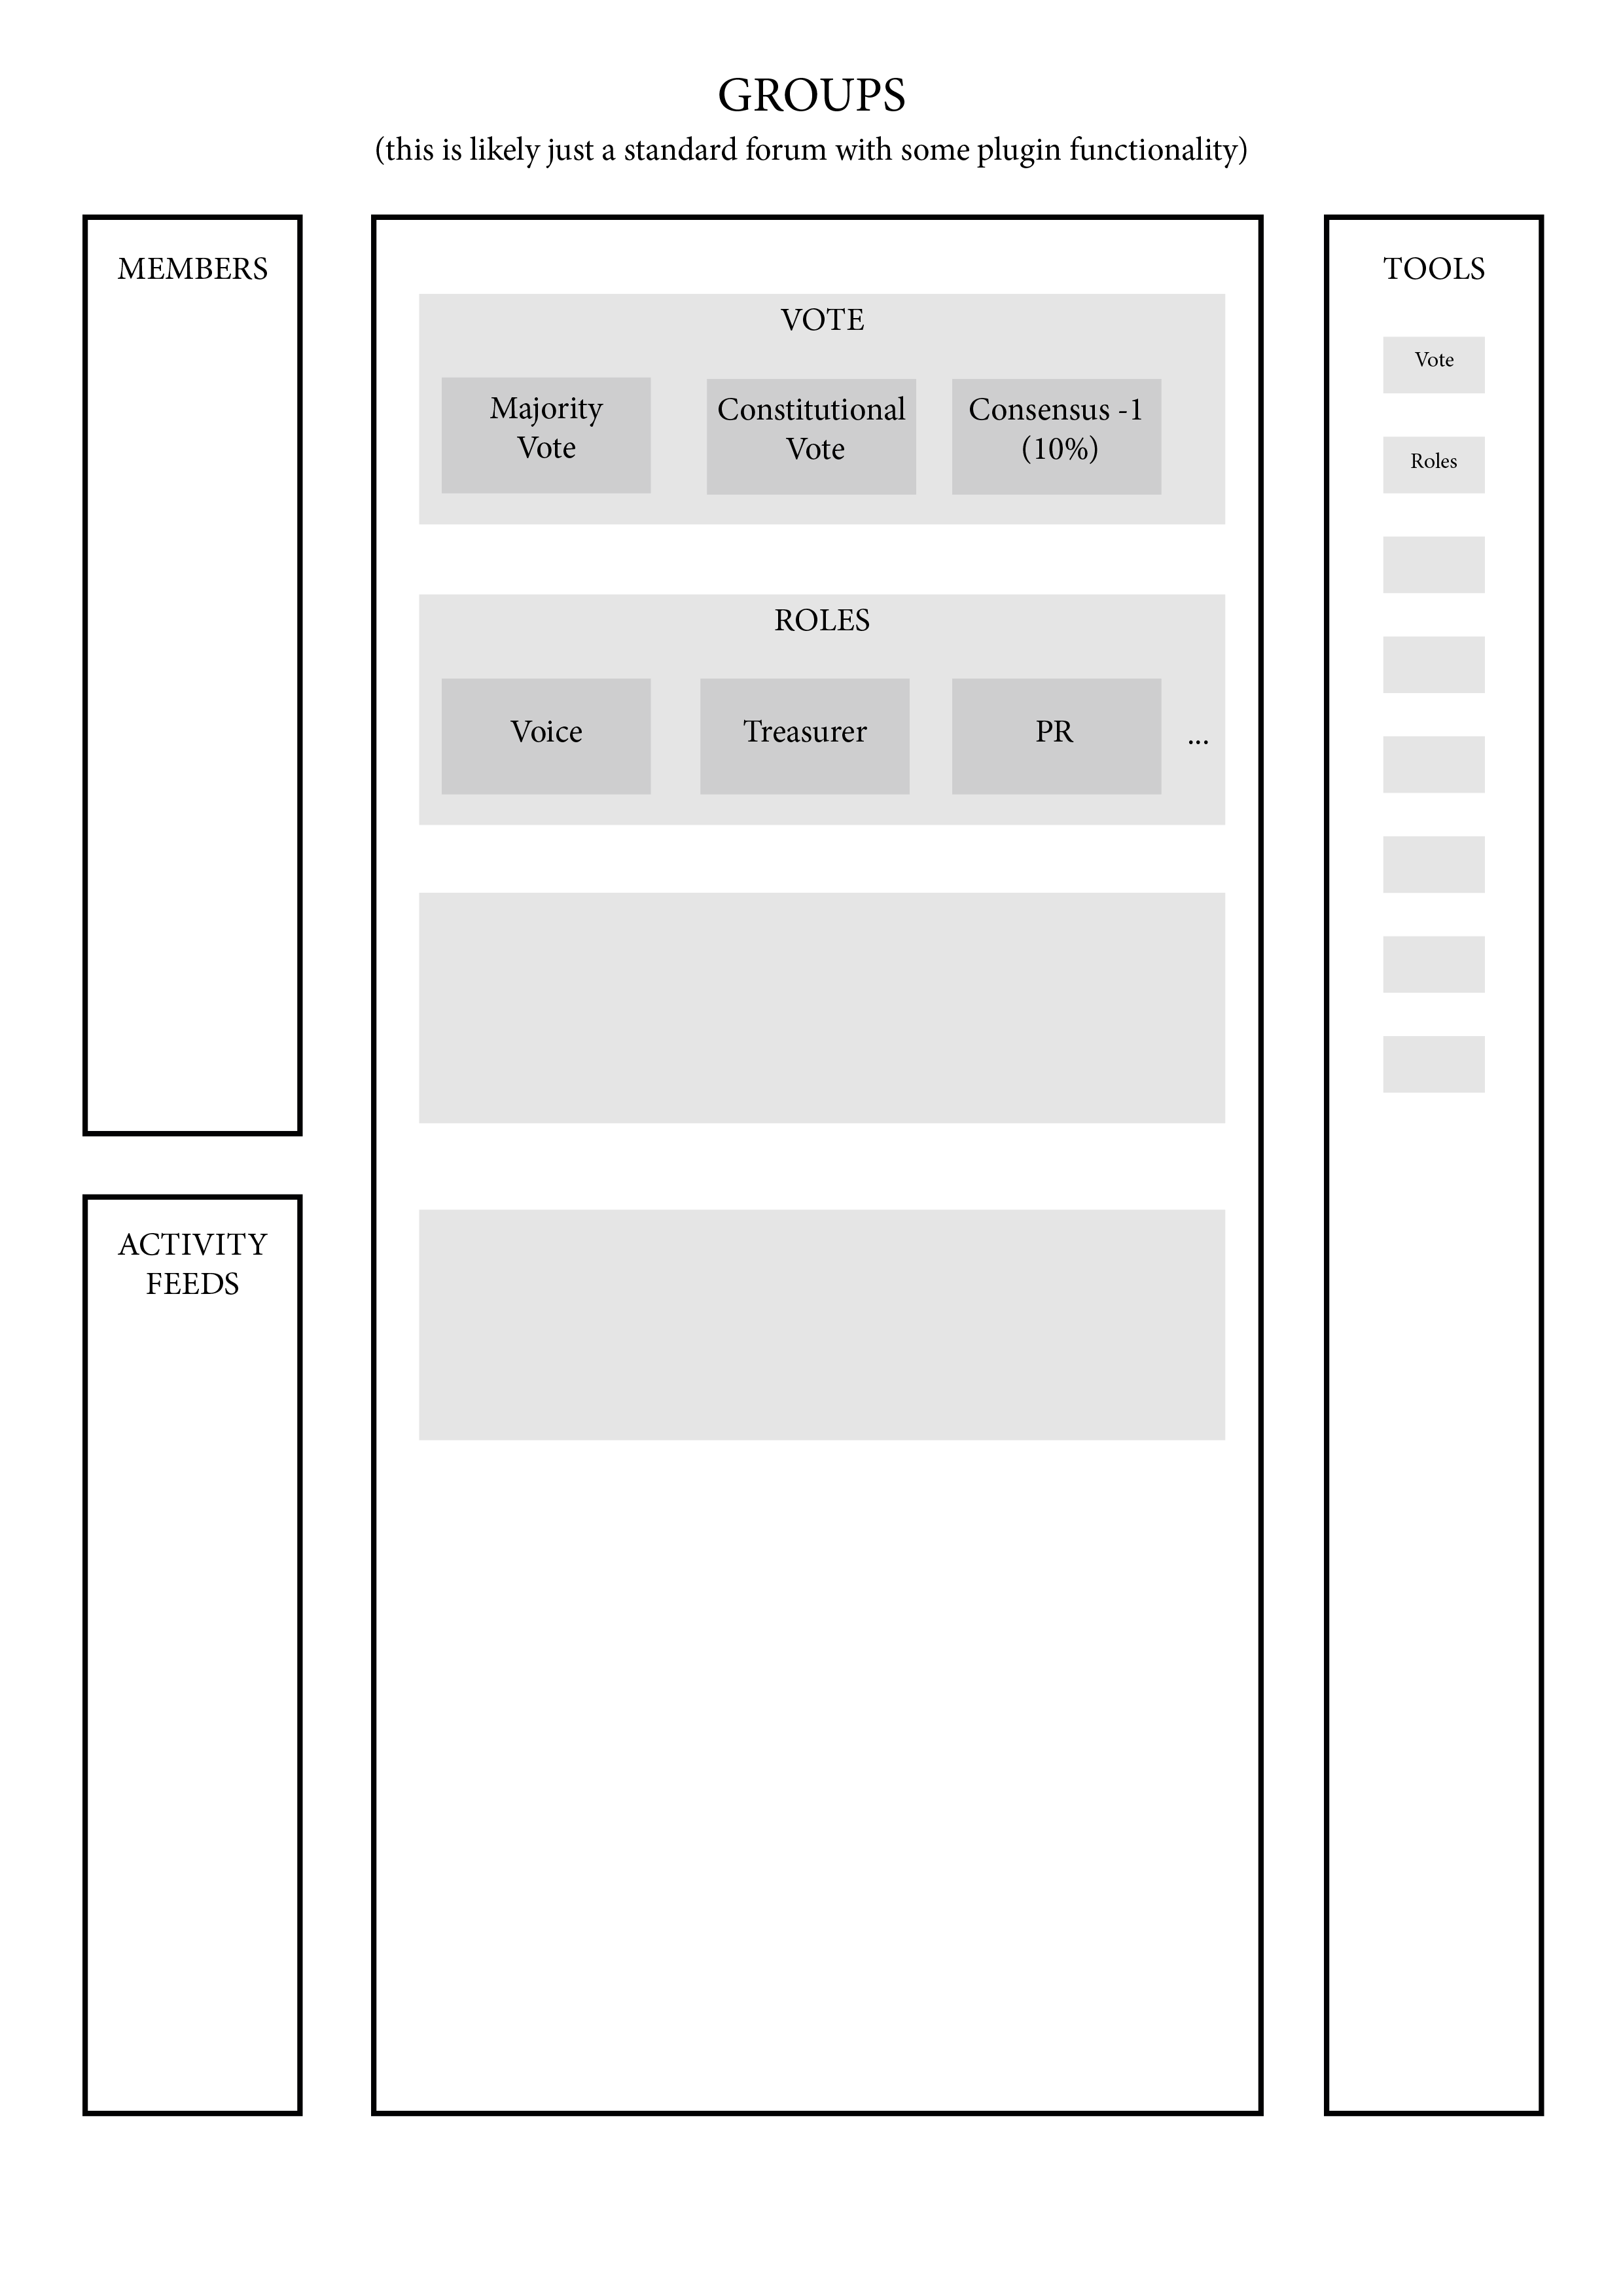 GROUPS
(this is likely just a standard forum with some plugin functionality)
MEMBERS
ACTIVITY
FEEDS
VOTE
Majority
Vote
Constitutional
Vote
Consensus -1
(10%)
ROLES
Voice
Treasurer
PR
...
TOOLS
Vote
Roles